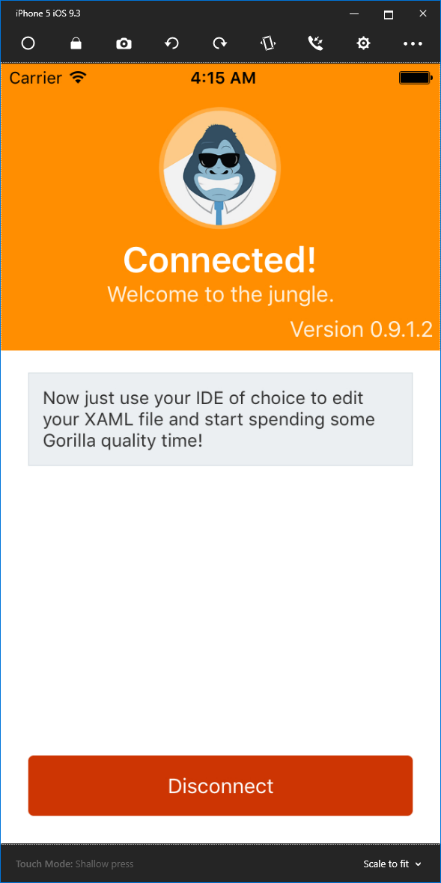 iPhone 5 iOS 9.3
Carrier 4:15 AM
Connected!
Welcome to the jungle.
Version 0.9.1.2
Now just use your IDE of choice to edit
your XAML file and start spending some
Gorilla quality time!
Disconnect
Touch Mode: Shallow press Scale to fit